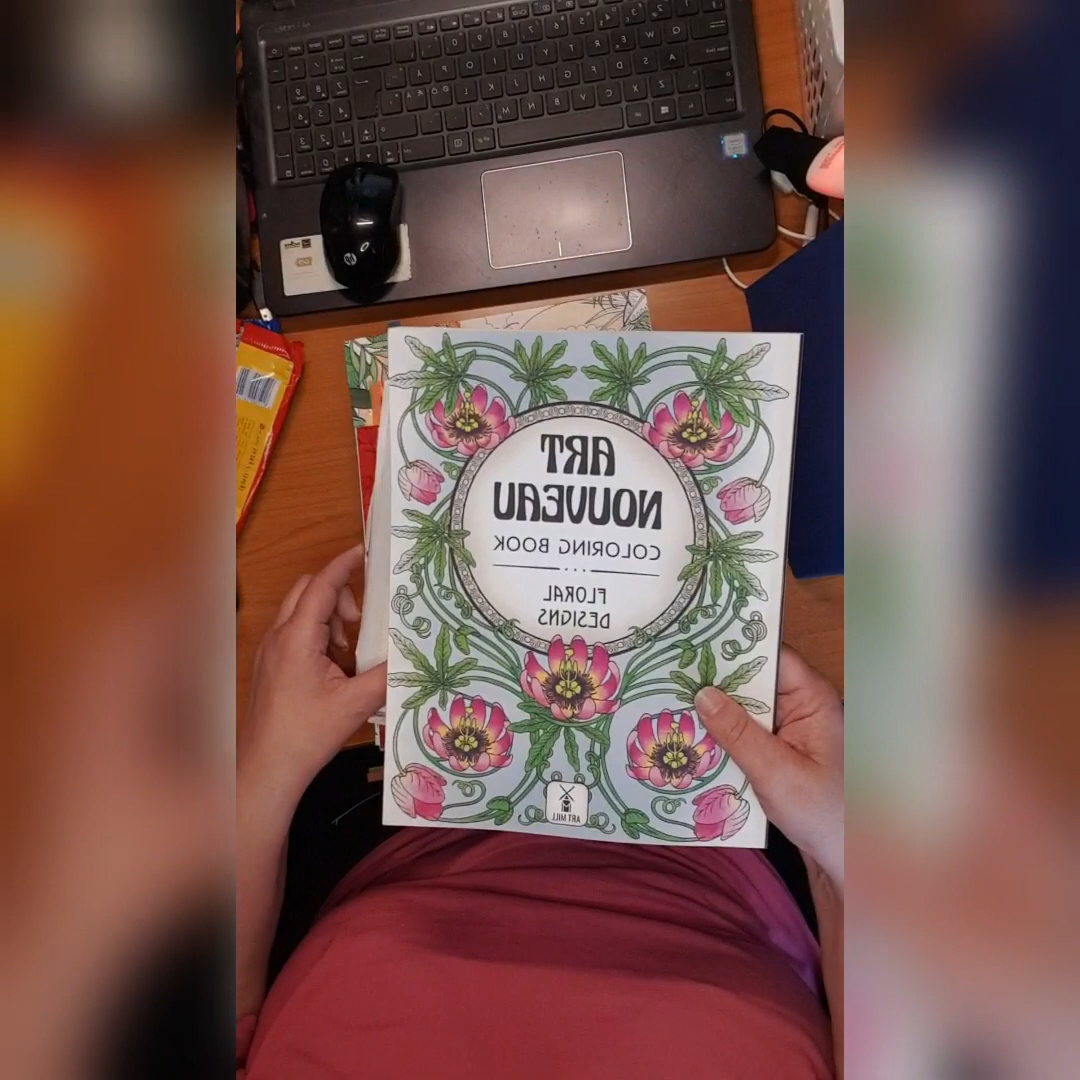 ART
NOUVEAU
COLORING BOOK
FLORAL
DESIGNS
ART MILL